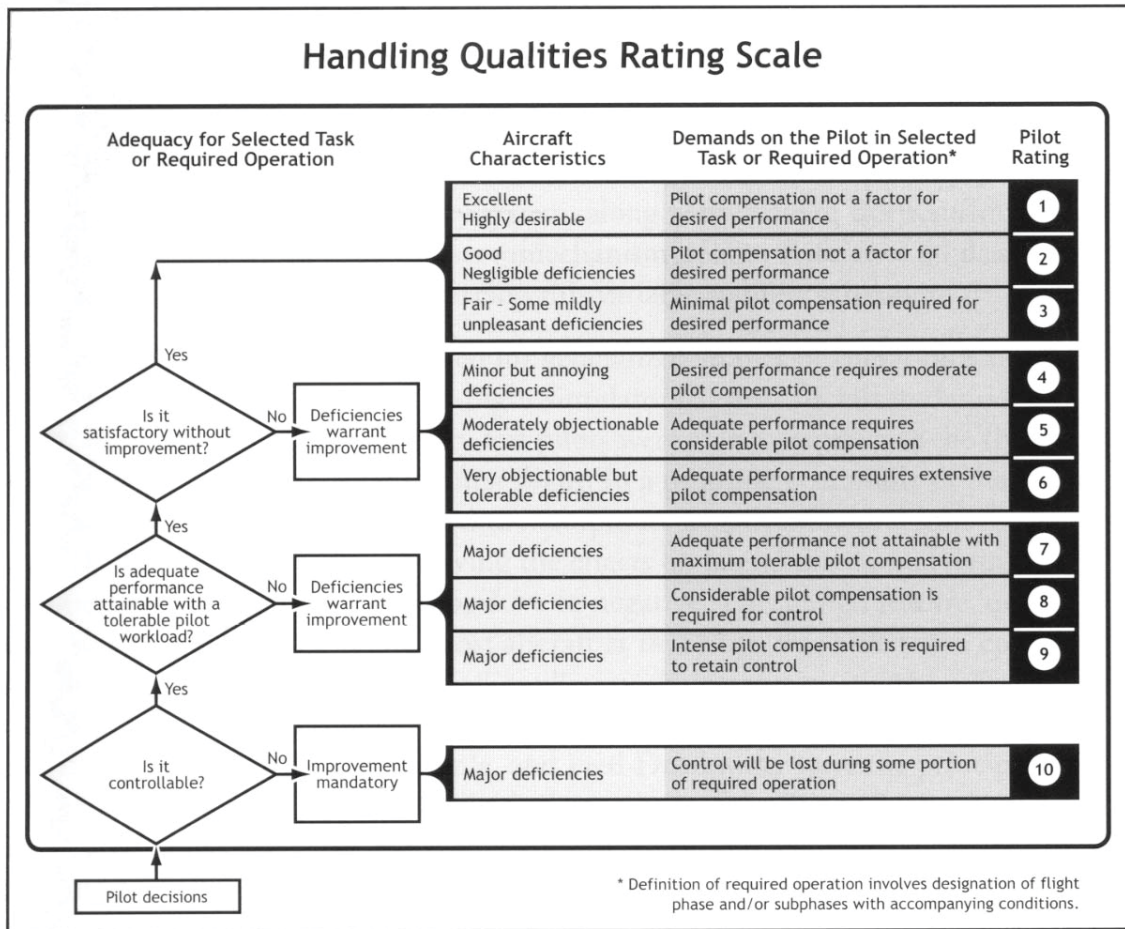 Handling Qualities Rating Scale
Adequacy for Selected Task
or Required Operation
Aircraft
Characteristics
Demands on the Pilot in Selected
Task or Required Operation*
Pilot
Rating
Excellent
Highly desirable
Pilot compensation not a factor for
desired performance
1
Good
Negligible deficiencies
Pilot compensation not a factor for
desired performance
2
Fair – Some mildly
unpleasant deficiencies
Minimal pilot compensation required for
desired performance
3
Yes
Is it
satisfactory without
improvement?
No
Deficiencies
warrant
improvement
Minor but annoying
deficiencies
Desired performance requires moderate
pilot compensation
4
Moderately objectionable
deficiencies
Adequate performance requires
considerable pilot compensation
5
Very objectionable but
tolerable deficiencies
Adequate performance requires extensive
pilot compensation
6
Yes
Is adequate
performance
attainable with a
tolerable pilot
workload?
No
Deficiencies
warrant
improvement
Major deficiencies
Adequate performance not attainable with
maximum tolerable pilot compensation
7
Major deficiencies
Considerable pilot compensation is
required for control
8
Major deficiencies
Intense pilot compensation is required
to retain control
9
Yes
Is it
controllable?
No
Improvement
mandatory
Major deficiencies
Control will be lost during some portion
of required operation
10
Pilot decisions
* Definition of required operation involves designation of flight
phase and/or subphases with accompanying conditions.